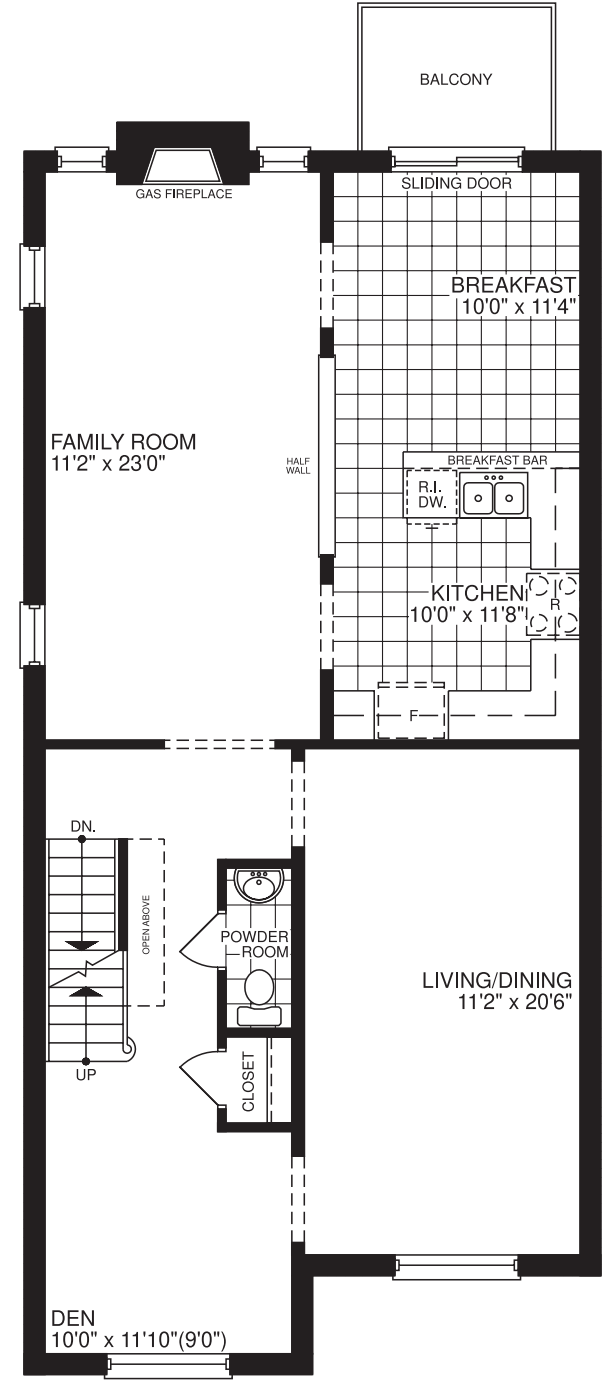 BALCONY
GAS FIREPLACE
SLIDING DOOR
BREAKFAST
10'0" x 11'4"
FAMILY ROOM
11'2" x 23'0"
HALF
WALL
BREAKFAST BAR
R.I.
DW.
KITCHEN
10'0" x 11'8"
R
F
DN.
OPEN ABOVE
POWDER
ROOM
LIVING/DINING
11'2" x 20'6"
UP
CLOSET
DEN
10'0" x 11'10"(9'0")